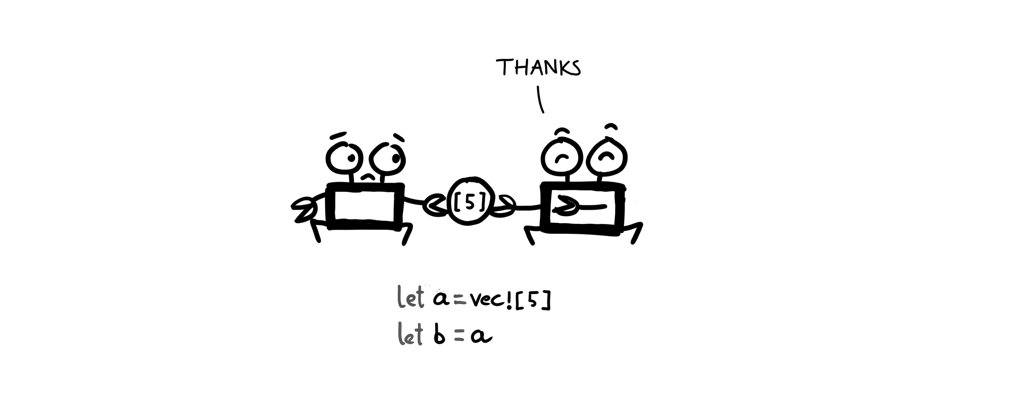 THANKS
[5]
let a = vec![5]
let b = a